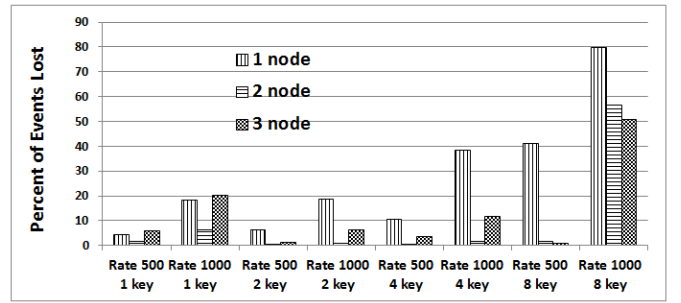 Percent of Events Lost
90
80
70
60
50
40
30
20
10
0
1 node
2 node
3 node
Rate 500 Rate 1000 Rate 500 Rate 1000 Rate 500 Rate 1000 Rate 500 Rate 1000
1 key 1 key 2 key 2 key 4 key 4 key 8 key 8 key